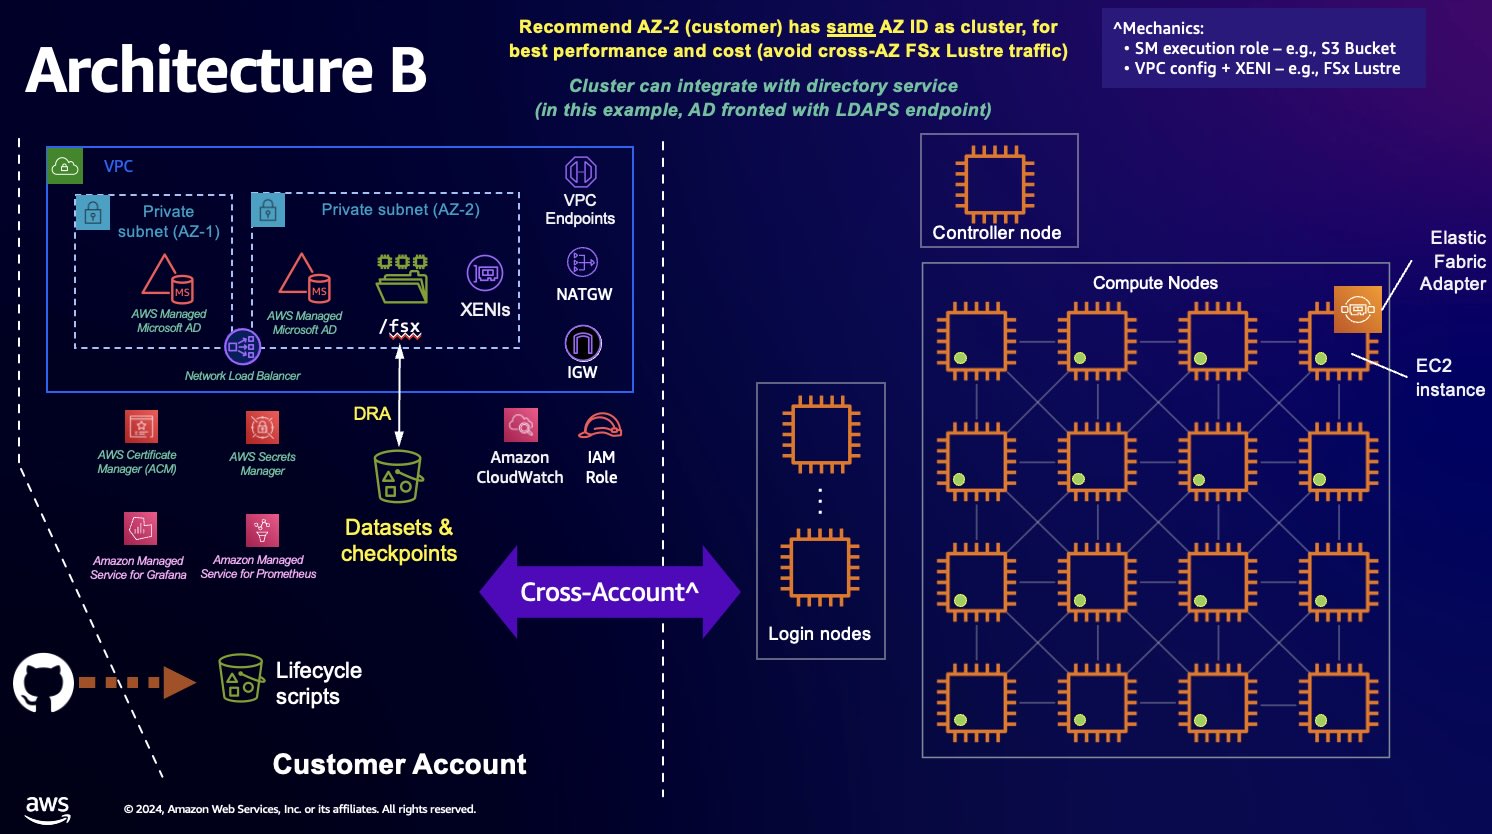 Architecture B
Recommend AZ-2 (customer) has same AZ ID as cluster, for
best performance and cost (avoid cross-AZ FSx Lustre traffic)
Cluster can integrate with directory service
(in this example, AD fronted with LDAPS endpoint)
^Mechanics:
• SM execution role – e.g., S3 Bucket
• VPC config + XENI – e.g., FSx Lustre
VPC
Private
subnet (AZ-1)
AWS Managed
Microsoft AD
Private subnet (AZ-2)
AWS Managed
Microsoft AD
/fsx
XENIs
Network Load Balancer
VPC
Endpoints
NATGW
IGW
MS
MS
DRA
AWS Certificate
Manager (ACM)
AWS Secrets
Manager
Amazon
CloudWatch
IAM
Role
Datasets &
checkpoints
Amazon Managed
Service for Grafana
Amazon Managed
Service for Prometheus
Cross-Account^
Lifecycle
scripts
Customer Account
Controller node
Compute Nodes
Elastic
Fabric
Adapter
EC2
instance
Login nodes
aws
© 2024, Amazon Web Services, Inc. or its affiliates. All rights reserved.